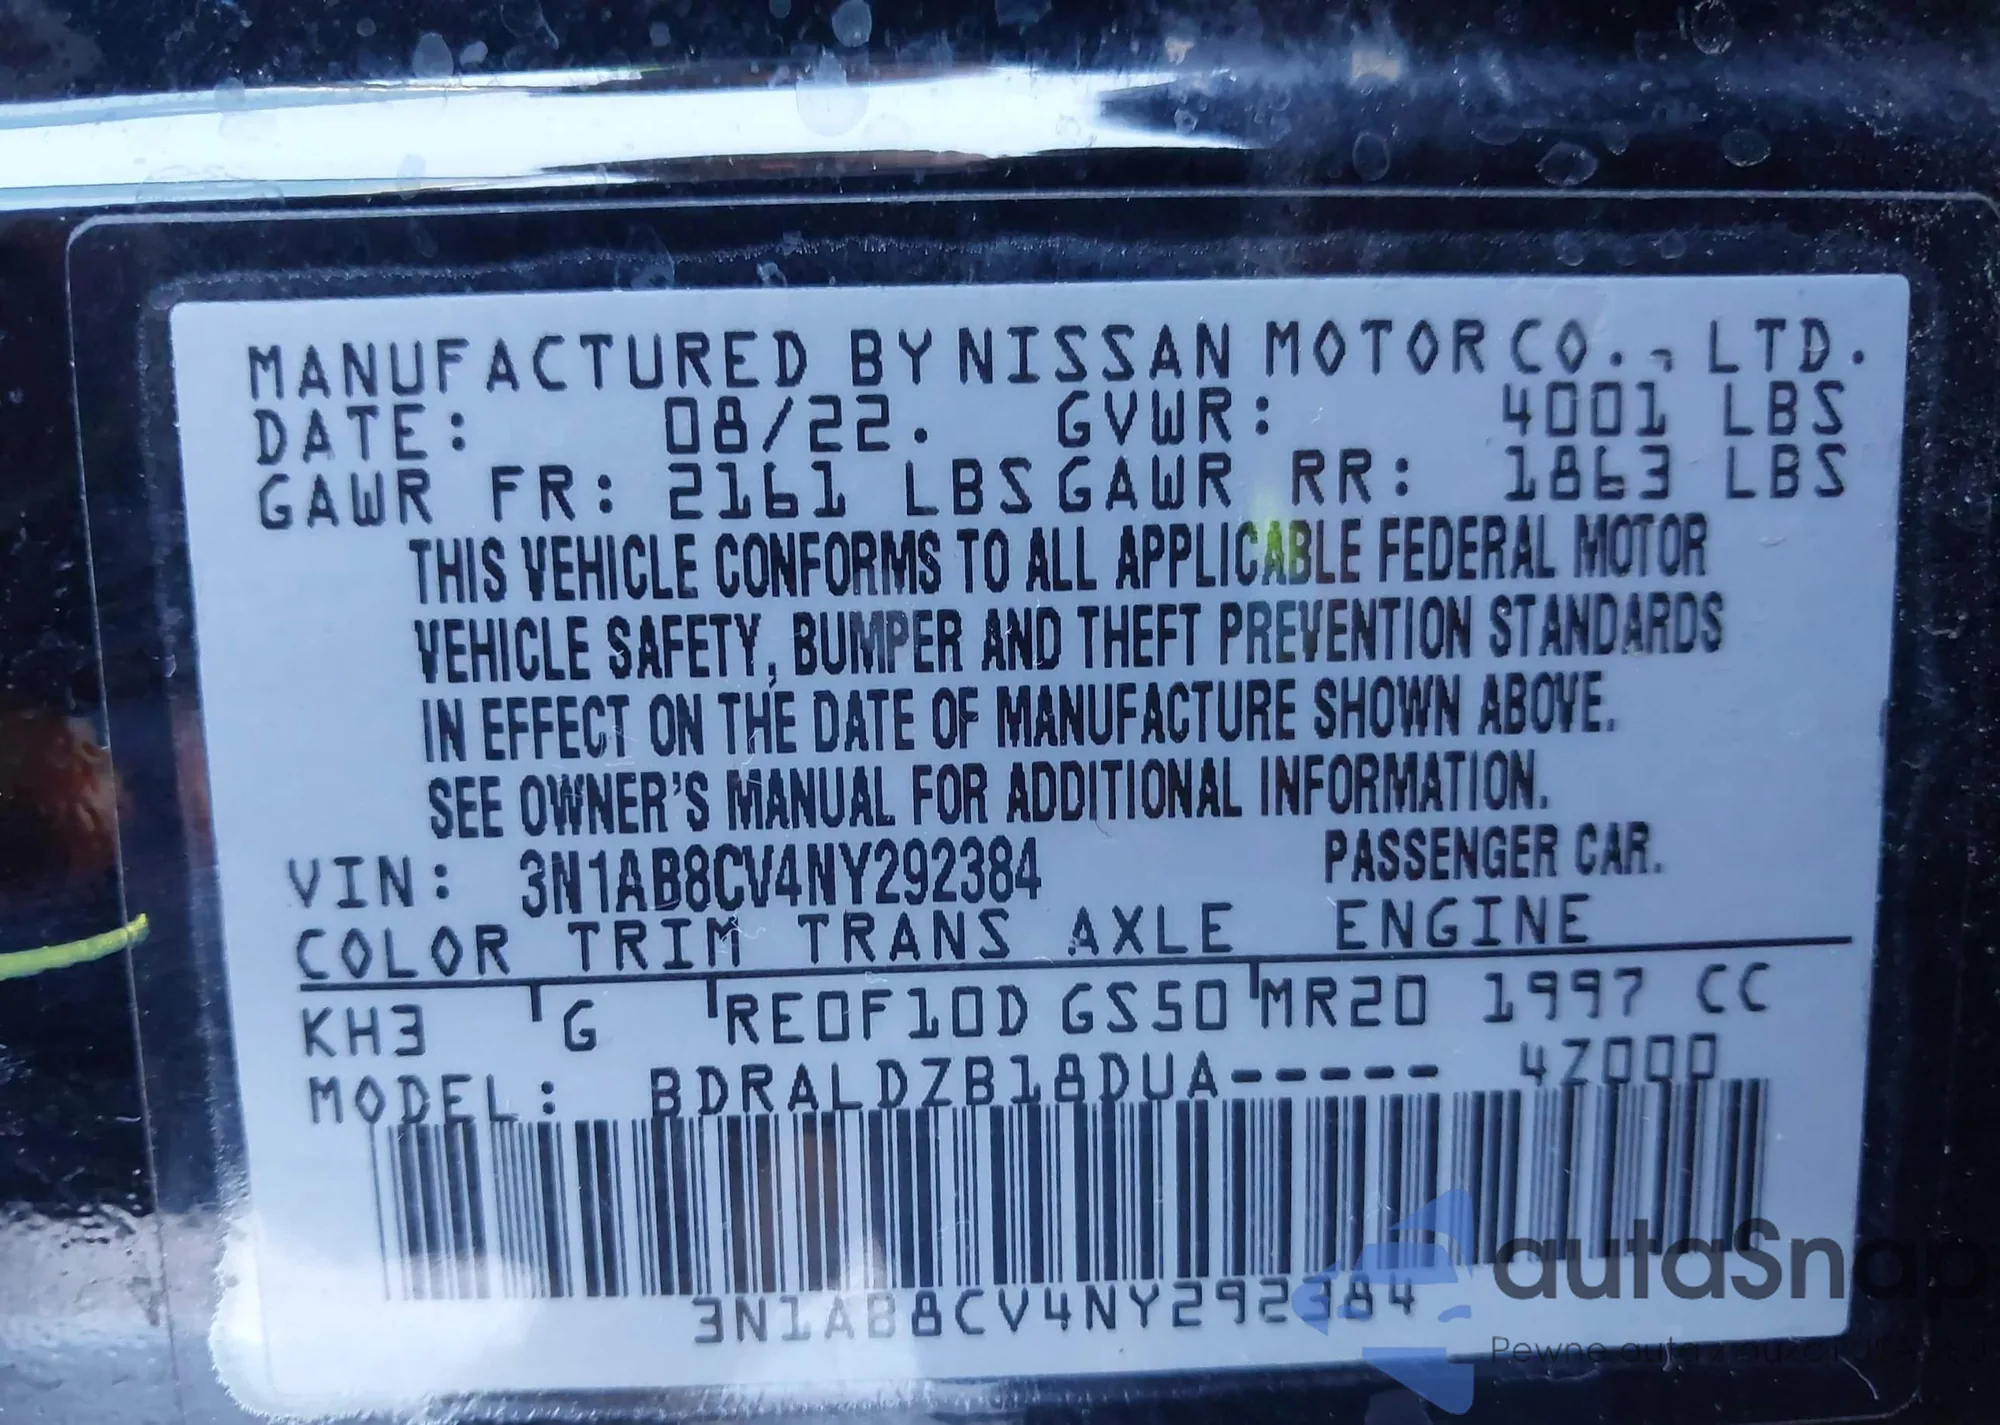 MANUFACTURED BY NISSAN MOTOR CO., LTD.
DATE: 08/22. GVWR: 4001 LBS
GAWR FR: 2161 LBS GAWR RR: 1863 LBS
THIS VEHICLE CONFORMS TO ALL APPLICABLE FEDERAL MOTOR
VEHICLE SAFETY, BUMPER AND THEFT PREVENTION STANDARDS
IN EFFECT ON THE DATE OF MANUFACTURE SHOWN ABOVE.
SEE OWNER'S MANUAL FOR ADDITIONAL INFORMATION.
VIN: 3N1AB8CV4NY292384 PASSENGER CAR.
COLOR TRIM TRANS AXLE ENGINE
KH3 G RE0F10D GS50 MR20 1997 CC
MODEL: BDRALDZB18DUA----- 4Z000
3N1AB8CV4NY292384
autaSnap
Pewne auta z